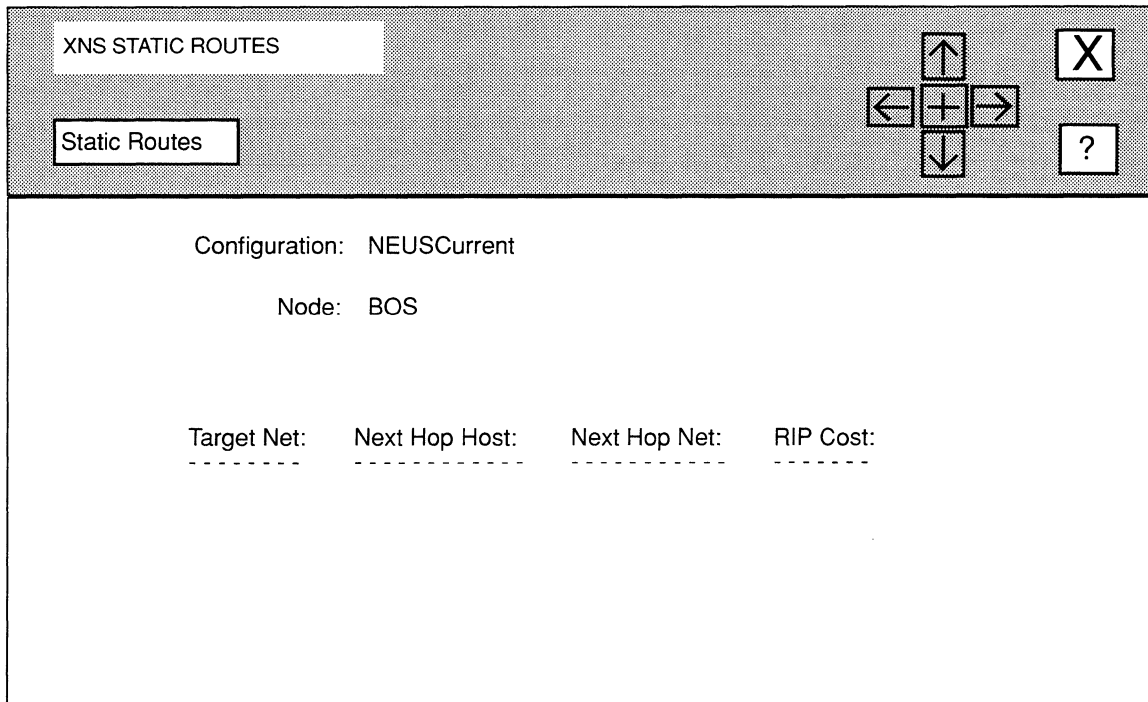 XNS STATIC ROUTES
X
+
Static Routes
?
Configuration: NEUSCurrent
Node: BOS
Target Net: Next Hop Host: Next Hop Net: RIP Cost: